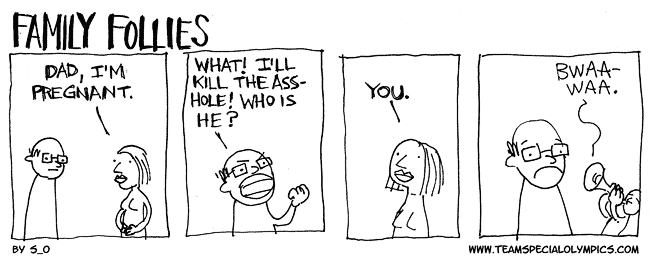 FAMILY FOLLIES
DAD, I'M
PREGNANT.
WHAT! I'LL
KILL THE ASS-
HOLE! WHO IS
HE?
YOU.
BWAA-
WAA.
BY S_O
WWW.TEAMSPECIALOLYMPICS.COM